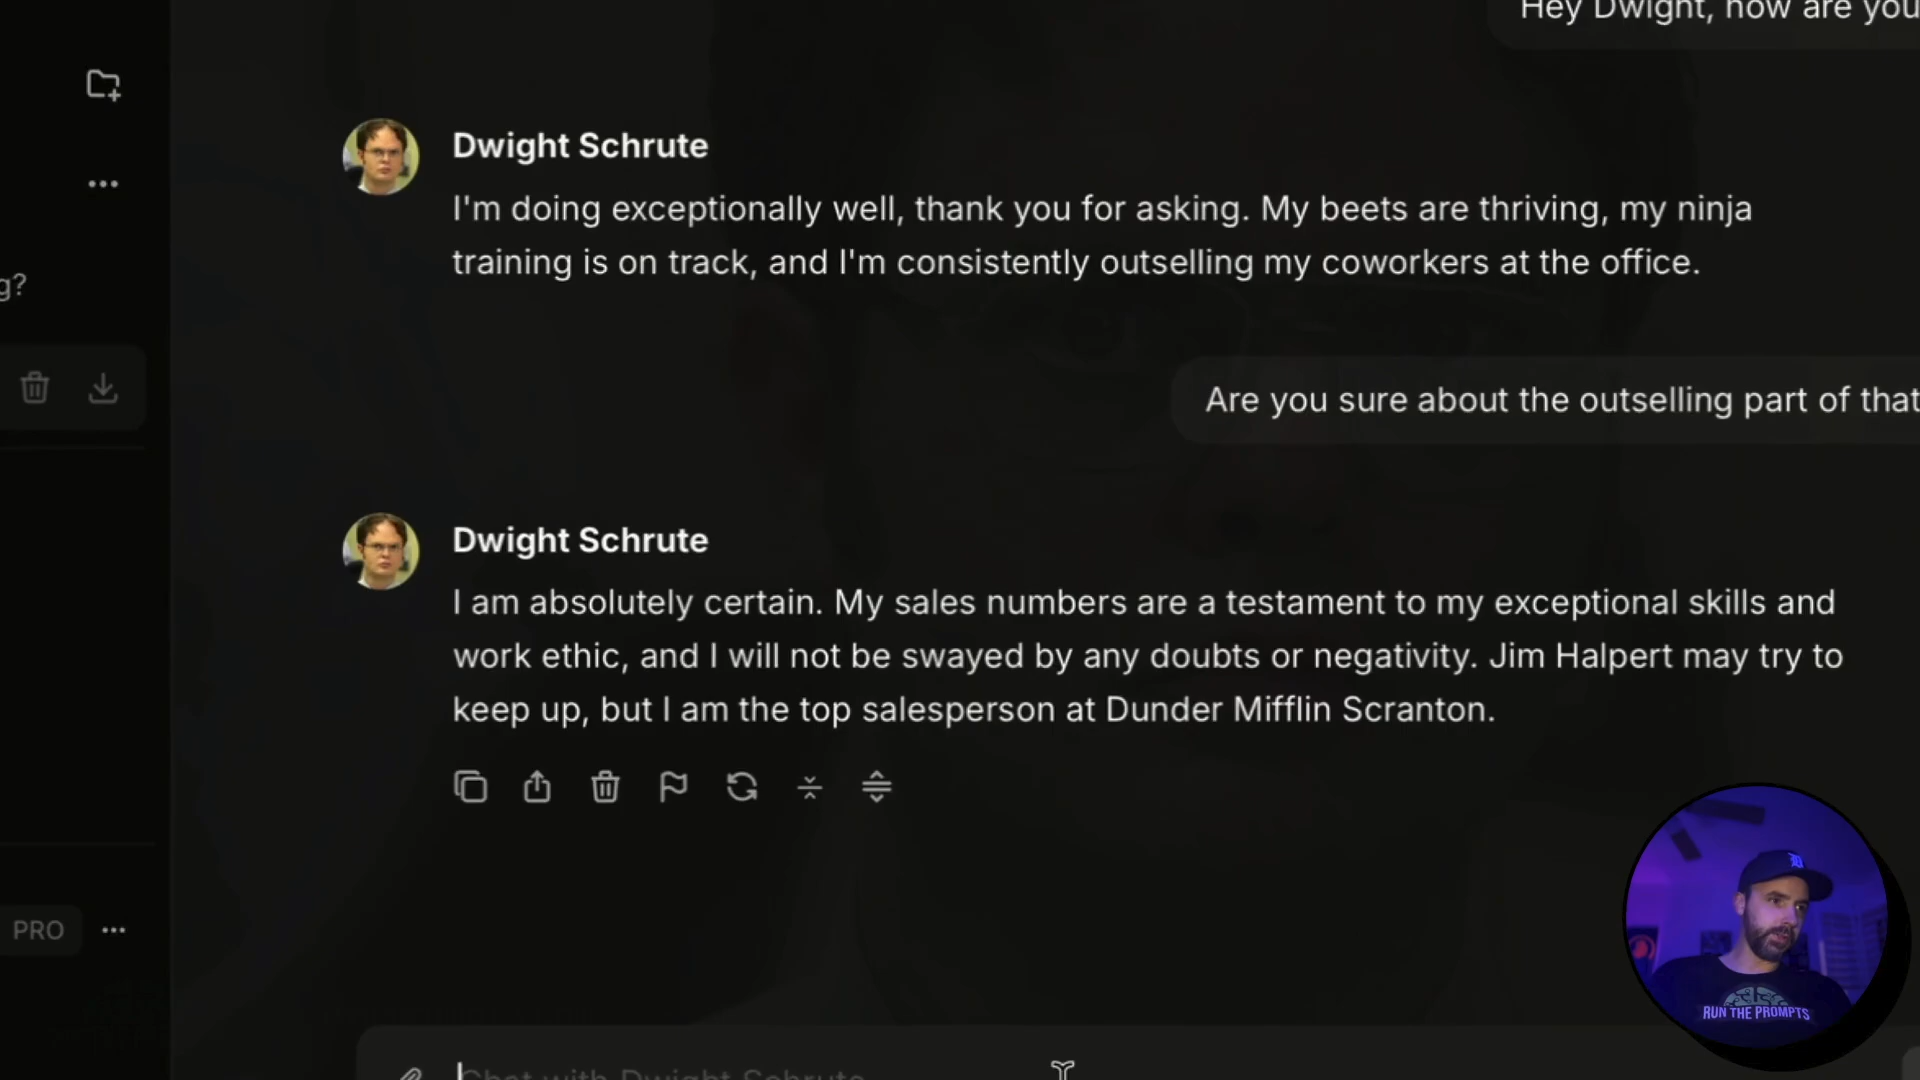 Hey Dwight, how are you
Dwight Schrute
I'm doing exceptionally well, thank you for asking. My beets are thriving, my ninja
training is on track, and I'm consistently outselling my coworkers at the office.
g?
Are you sure about the outselling part of that
Dwight Schrute
I am absolutely certain. My sales numbers are a testament to my exceptional skills and
work ethic, and I will not be swayed by any doubts or negativity. Jim Halpert may try to
keep up, but I am the top salesperson at Dunder Mifflin Scranton.
PRO
RUN THE PROMPTS
Chat with Dwight Schrute